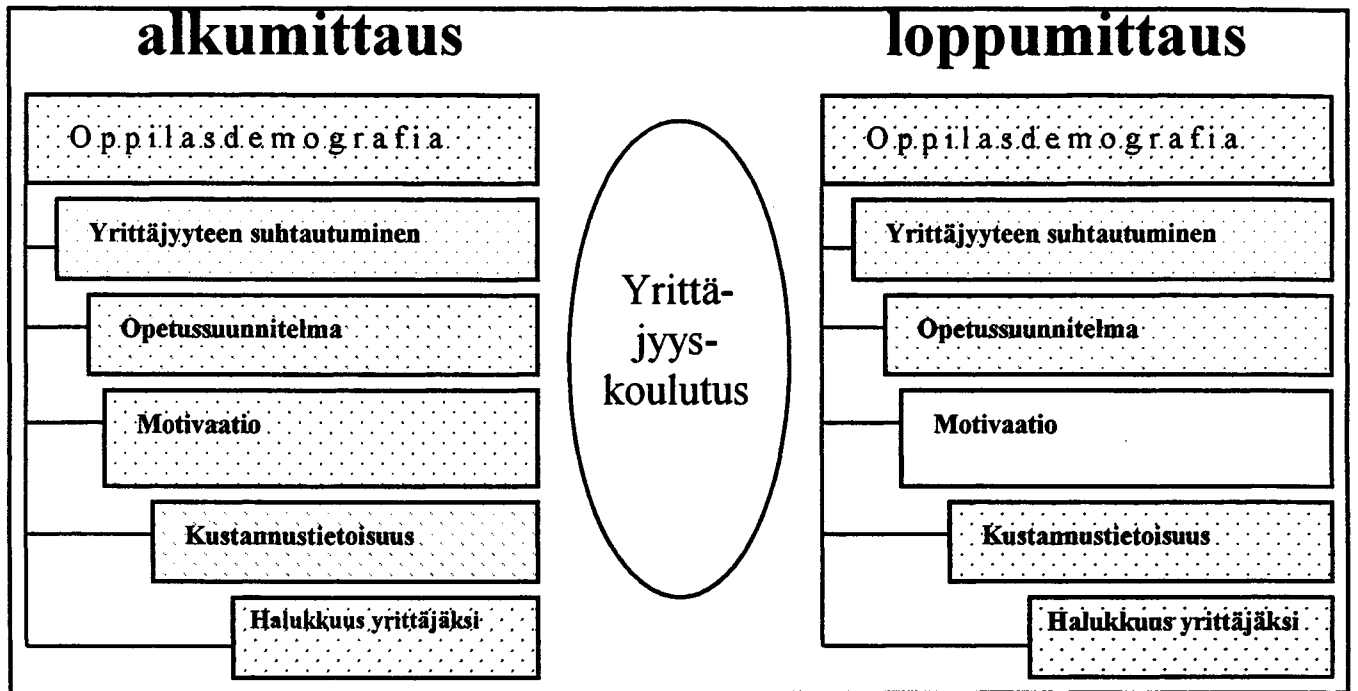 alkumittaus
Oppilasdemografia
Yrittäjyyteen suhtautuminen
Opetussuunnitelma
Motivaatio
Kustannustietoisuus
Halukkuus yrittäjäksi
Yrittä-
jyys-
koulutus
loppumittaus
Oppilasdemografia
Yrittäjyyteen suhtautuminen
Opetussuunnitelma
Motivaatio
Kustannustietoisuus
Halukkuus yrittäjäksi